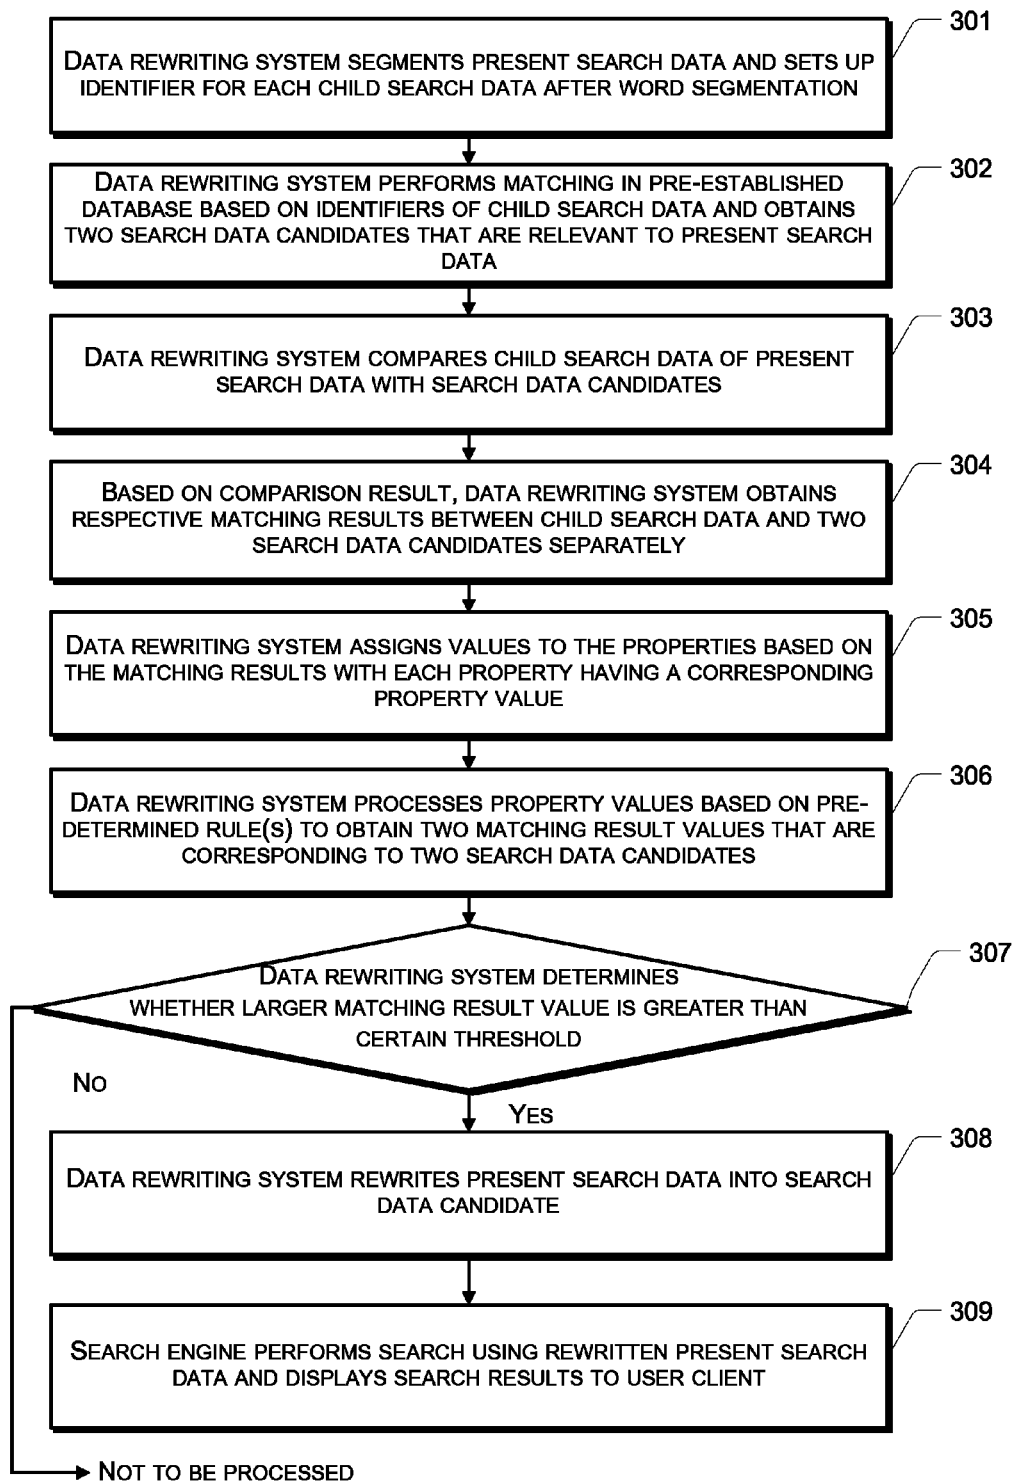 301
DATA REWRITING SYSTEM SEGMENTS PRESENT SEARCH DATA AND SETS UP
IDENTIFIER FOR EACH CHILD SEARCH DATA AFTER WORD SEGMENTATION
302
DATA REWRITING SYSTEM PERFORMS MATCHING IN PRE-ESTABLISHED
DATABASE BASED ON IDENTIFIERS OF CHILD SEARCH DATA AND OBTAINS
TWO SEARCH DATA CANDIDATES THAT ARE RELEVANT TO PRESENT SEARCH
DATA
303
DATA REWRITING SYSTEM COMPARES CHILD SEARCH DATA OF PRESENT
SEARCH DATA WITH SEARCH DATA CANDIDATES
304
BASED ON COMPARISON RESULT, DATA REWRITING SYSTEM OBTAINS
RESPECTIVE MATCHING RESULTS BETWEEN CHILD SEARCH DATA AND TWO
SEARCH DATA CANDIDATES SEPARATELY
305
DATA REWRITING SYSTEM ASSIGNS VALUES TO THE PROPERTIES BASED ON
THE MATCHING RESULTS WITH EACH PROPERTY HAVING A CORRESPONDING
PROPERTY VALUE
306
DATA REWRITING SYSTEM PROCESSES PROPERTY VALUES BASED ON PRE-
DETERMINED RULE(S) TO OBTAIN TWO MATCHING RESULT VALUES THAT ARE
CORRESPONDING TO TWO SEARCH DATA CANDIDATES
307
DATA REWRITING SYSTEM DETERMINES
WHETHER LARGER MATCHING RESULT VALUE IS GREATER THAN
CERTAIN THRESHOLD
NO
YES
308
DATA REWRITING SYSTEM REWRITES PRESENT SEARCH DATA INTO SEARCH
DATA CANDIDATE
309
SEARCH ENGINE PERFORMS SEARCH USING REWRITTEN PRESENT SEARCH
DATA AND DISPLAYS SEARCH RESULTS TO USER CLIENT
NOT TO BE PROCESSED